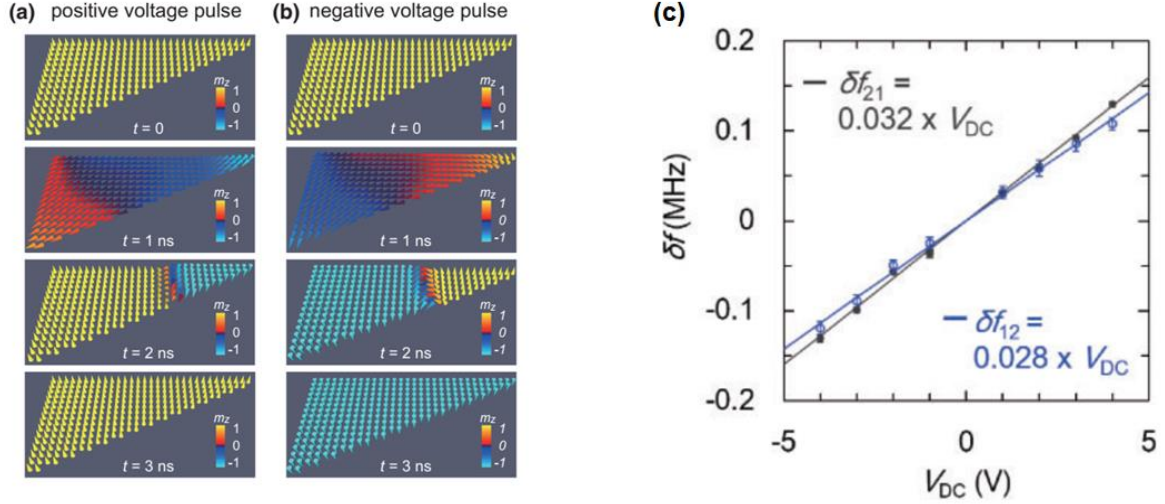 (a) positive voltage pulse
mz
1
0
-1
t = 0
mz
1
0
-1
t = 1 ns
mz
1
0
-1
t = 2 ns
mz
1
0
-1
t = 3 ns
(b) negative voltage pulse
mz
1
0
-1
t = 0
mz
1
0
-1
t = 1 ns
mz
1
0
-1
t = 2 ns
mz
1
0
-1
t = 3 ns
(c)
δf (MHz)
0.2
0.1
0
-0.1
-0.2
δf21 =
0.032 x VDC
δf12 =
0.028 x VDC
-5 0 5
VDC (V)